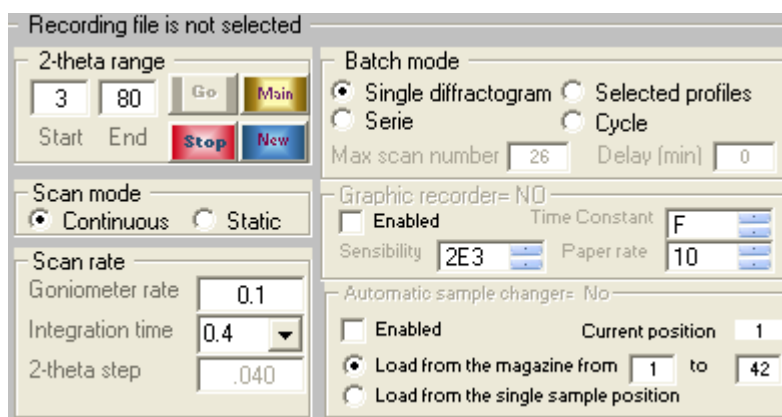 Recording file is not selected
2-theta range
3 80 Go Main
Start End Stop New
Scan mode
Continuous Static
Scan rate
Goniometer rate 0.1
Integration time 0.4
2-theta step .040
Batch mode
Single diffractogram Selected profiles
Serie Cycle
Max scan number 26 Delay (min) 0
Graphic recorder= NO
Enabled Time Constant F
Sensibility 2E3 Paper rate 10
Automatic sample changer= No
Enabled Current position 1
Load from the magazine from 1 to 42
Load from the single sample position